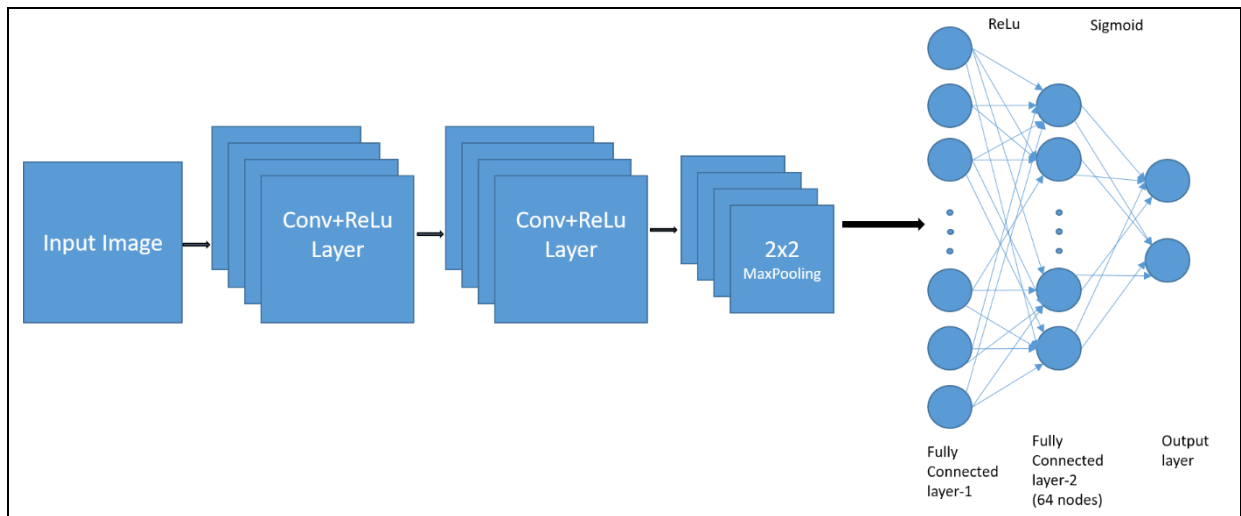 ReLu
Sigmoid
Input Image
Conv+ReLu
Layer
Conv+ReLu
Layer
2x2
MaxPooling
Fully
Connected
layer-1
Fully
Connected
layer-2
(64 nodes)
Output
layer